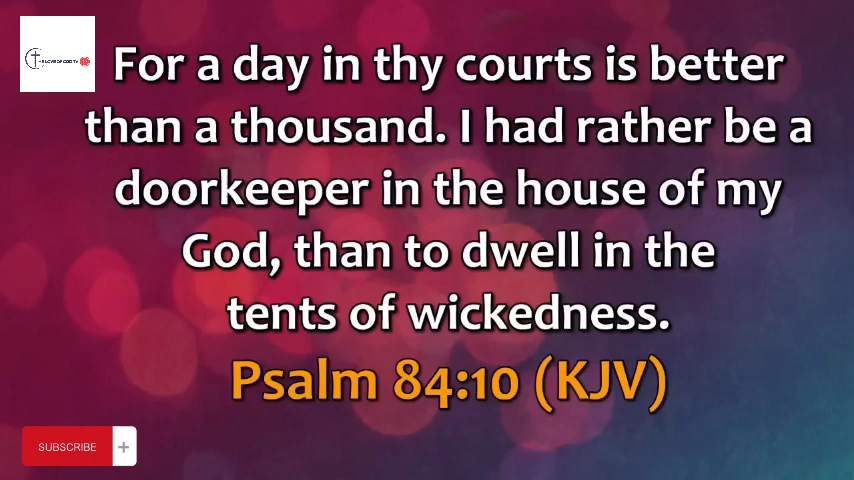 For a day in thy courts is better
than a thousand. I had rather be a
doorkeeper in the house of my
God, than to dwell in the
tents of wickedness.
Psalm 84:10 (KJV)
SUBSCRIBE +